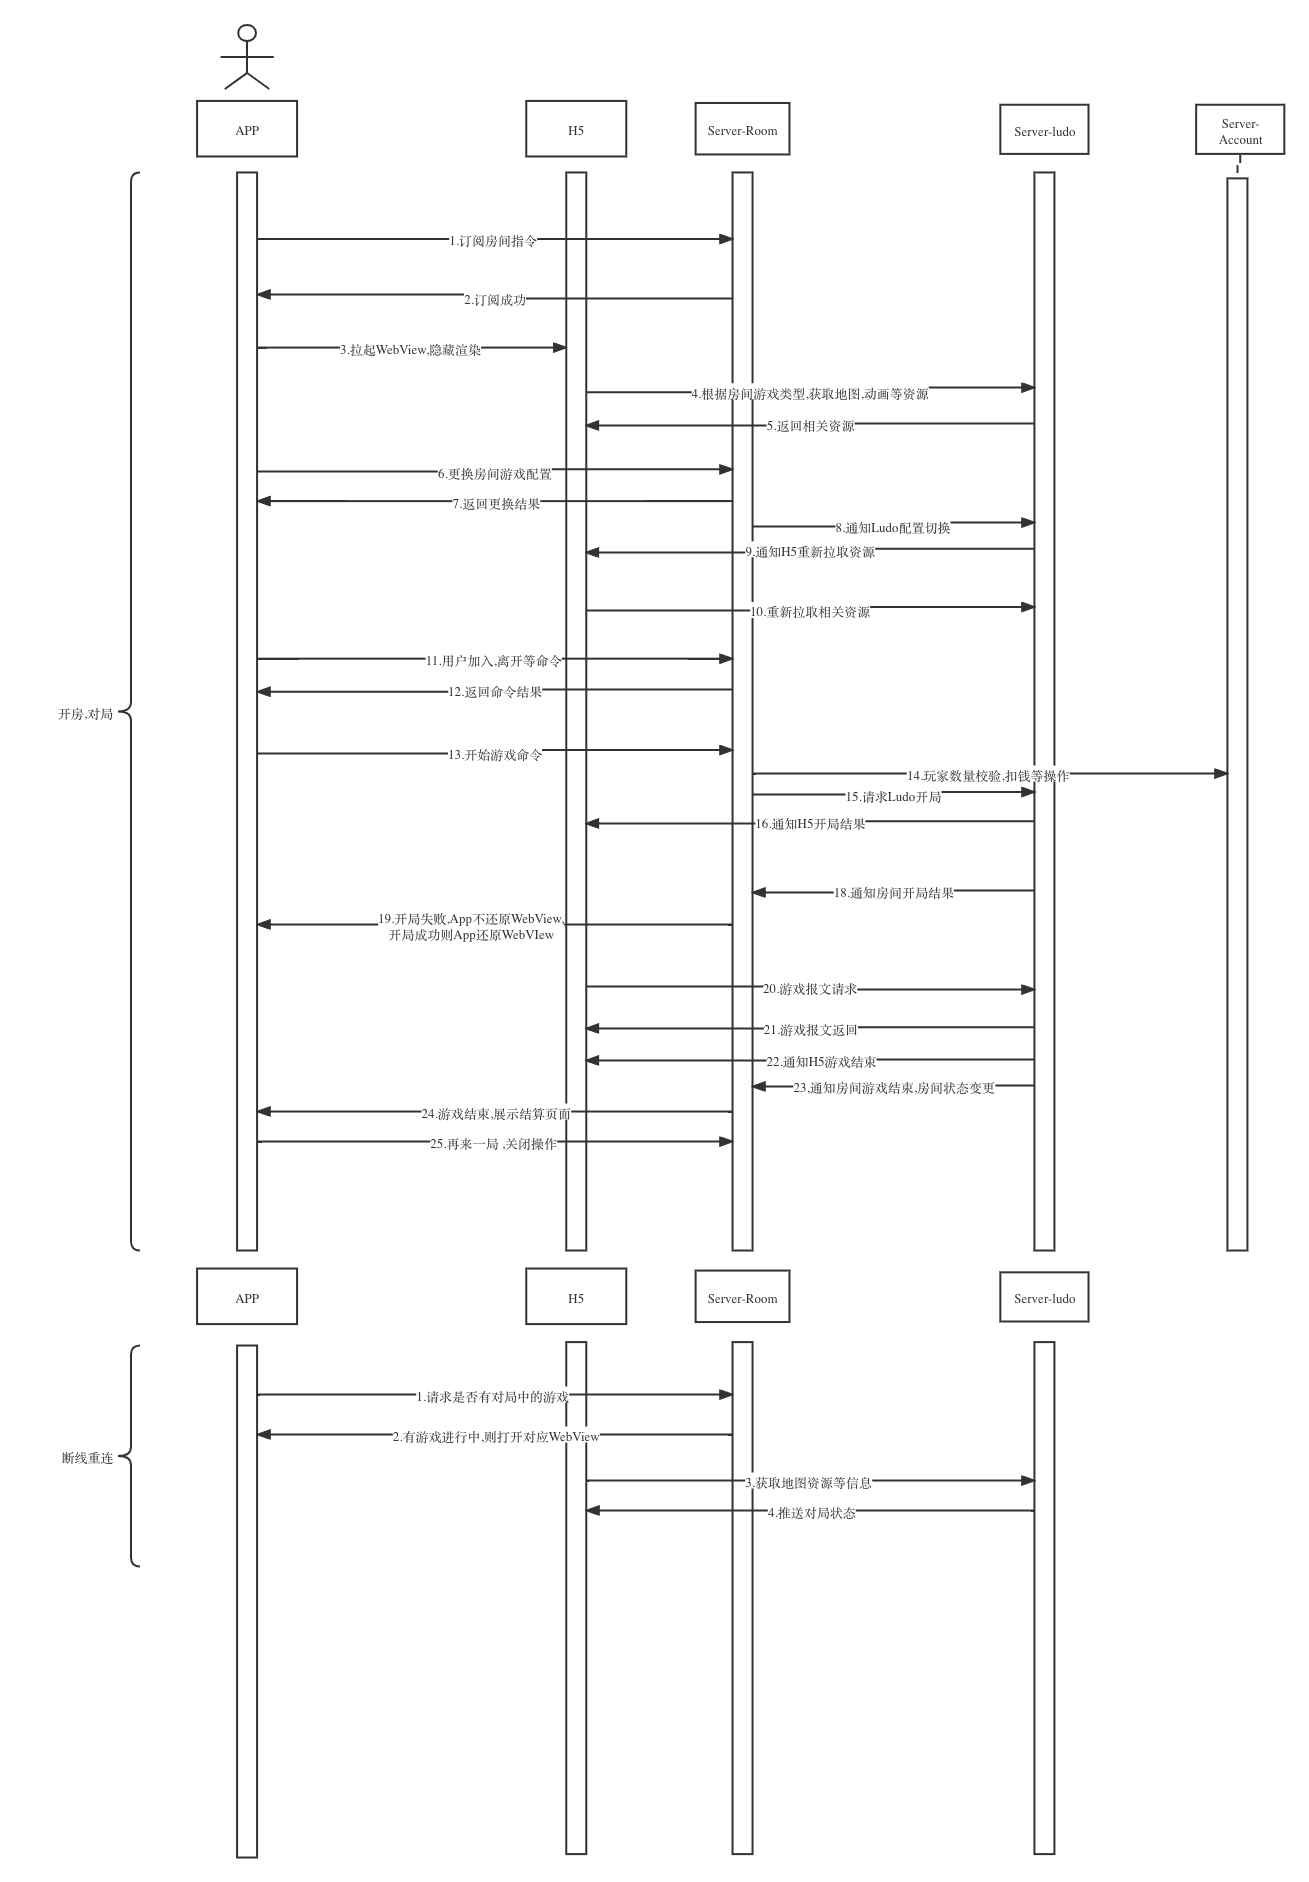 APP
H5
Server-Room
Server-ludo
Server-
Account
1.订阅房间指令
2.订阅成功
3.拉起WebView,隐藏渲染
4.根据房间游戏类型,获取地图,动画等资源
5.返回相关资源
6.更换房间游戏配置
7.返回更换结果
8.通知Ludo配置切换
9.通知H5重新拉取资源
10.重新拉取相关资源
11.用户加入,离开等命令
12.返回命令结果
开房,对局
13.开始游戏命令
14.玩家数量校验,扣钱等操作
15.请求Ludo开局
16.通知H5开局结果
18.通知房间开局结果
19.开局失败,App不还原WebView,
开局成功则App还原WebVIew
20.游戏报文请求
21.游戏报文返回
22.通知H5游戏结束
23,通知房间游戏结束,房间状态变更
24.游戏结束,展示结算页面
25.再来一局 ,关闭操作
APP
H5
Server-Room
Server-ludo
1.请求是否有对局中的游戏
2.有游戏进行中,则打开对应WebView
断线重连
3.获取地图资源等信息
4.推送对局状态